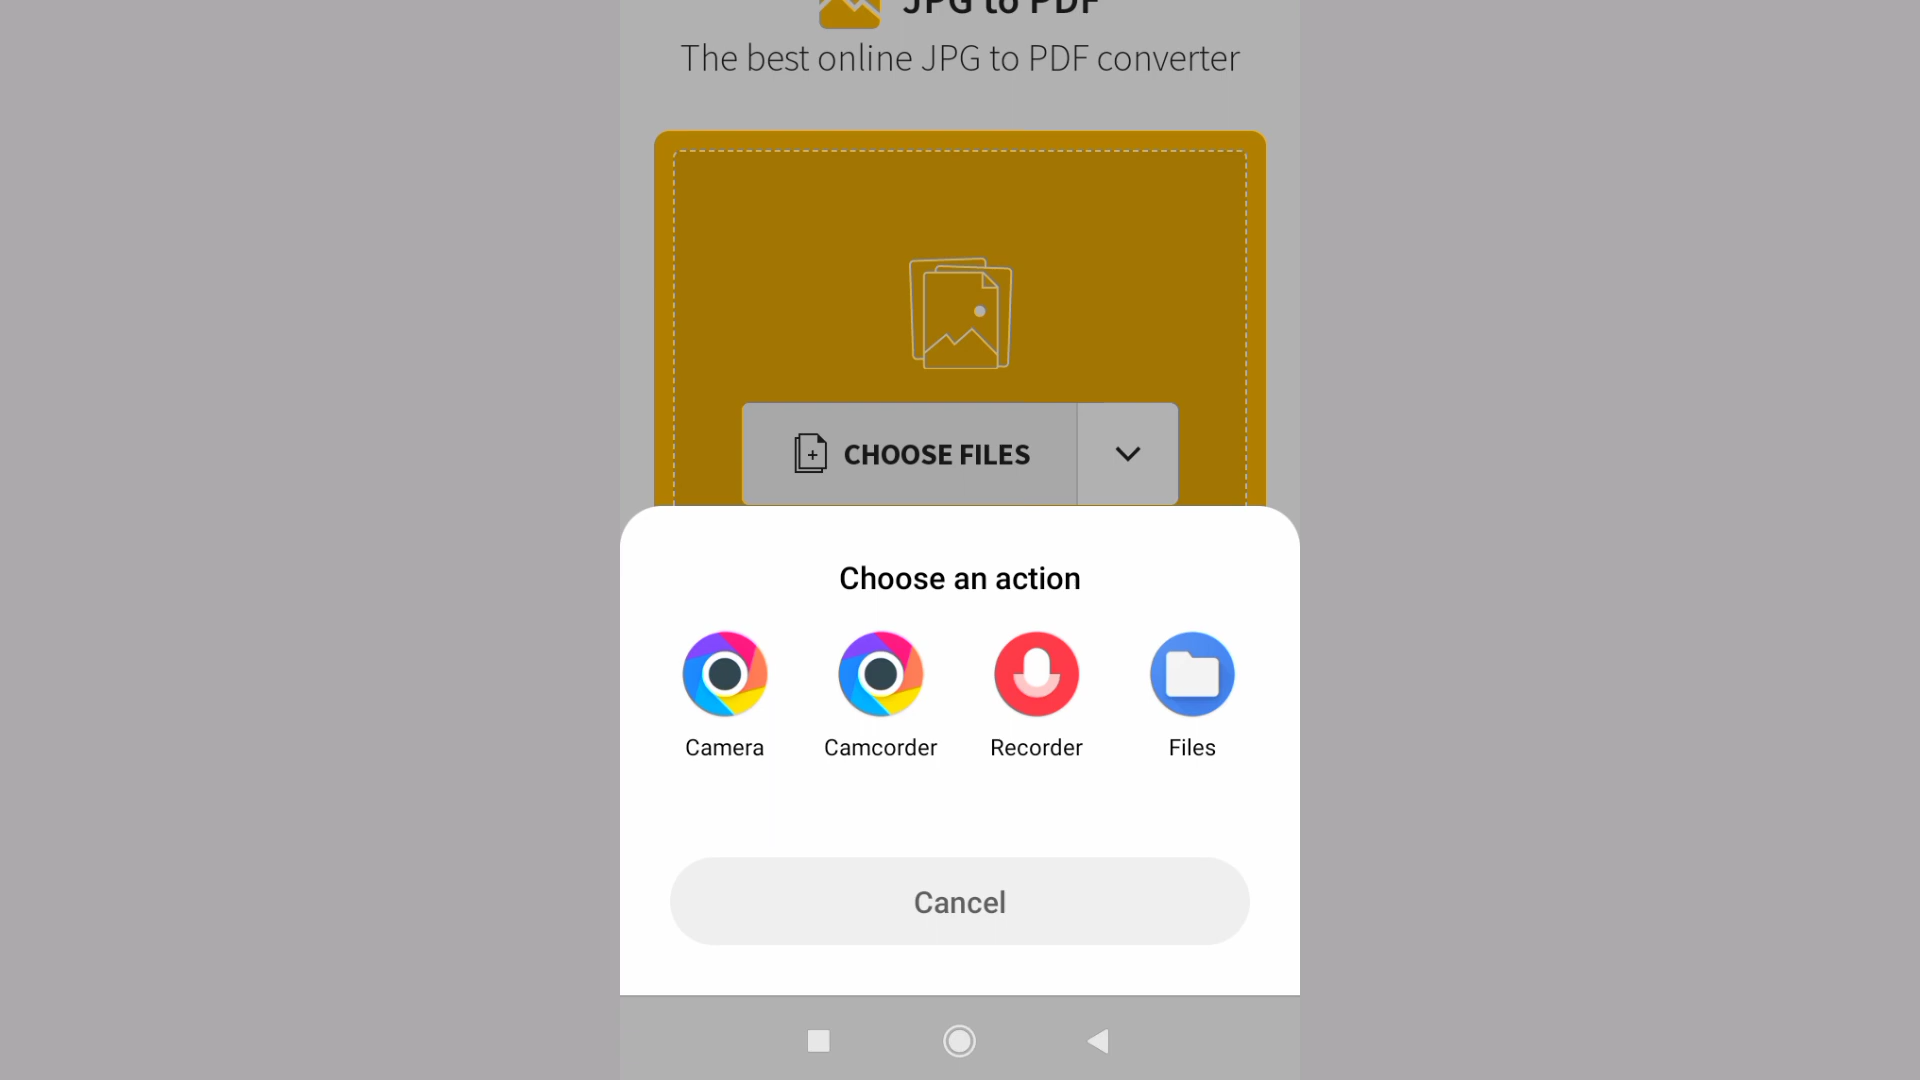 JPG to PDF
The best online JPG to PDF converter
CHOOSE FILES
Choose an action
Camera
Camcorder
Recorder
Files
Cancel